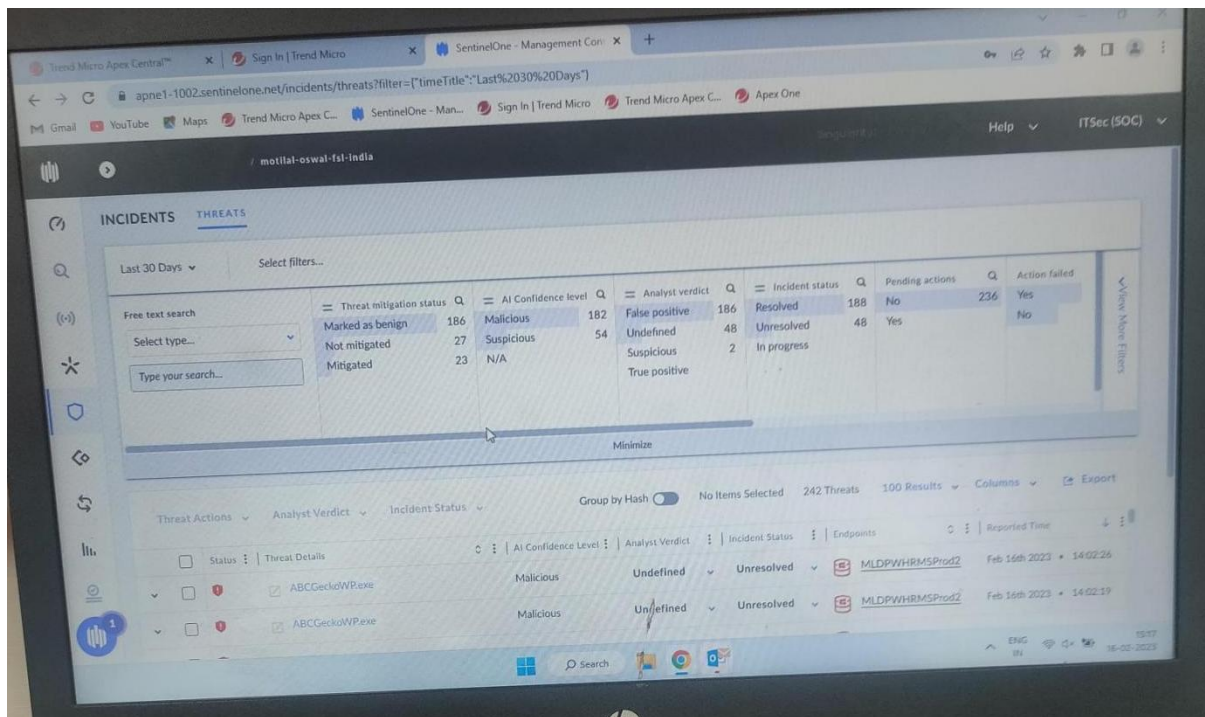 Trend Micro Apex Central™ × Sign In | Trend Micro × SentinelOne - Management Con × +
apne1-1002.sentinelone.net/incidents/threats?filter={"timeTitle":"Last%2030%20Days"}
Gmail YouTube Maps Trend Micro Apex C... SentinelOne - Man... Sign In | Trend Micro Trend Micro Apex C... Apex One
/ motilal-oswal-fsl-india Help ITSec (SOC)
INCIDENTS THREATS
Last 30 Days Select filters...
Free text search Threat mitigation status AI Confidence level Analyst verdict Incident status Pending actions Action failed
Select type... Marked as benign 186 Malicious 182 False positive 186 Resolved 188 No 236 Yes
Not mitigated 27 Suspicious 54 Undefined 48 Unresolved 48 Yes No
Type your search... Mitigated 23 N/A Suspicious 2 In progress
True positive
View More Filters
Minimize
Group by Hash No Items Selected 242 Threats 100 Results Columns Export
Threat Actions Analyst Verdict Incident Status
Status Threat Details AI Confidence Level Analyst Verdict Incident Status Endpoints Reported Time
ABCGeckoWP.exe Malicious Undefined Unresolved MLDPWHRMSProd2 Feb 16th 2023 • 14:02:26
ABCGeckoWP.exe Malicious Undefined Unresolved MLDPWHRMSProd2 Feb 16th 2023 • 14:02:19
1
Search ENG 15:17
IN 16-02-2023